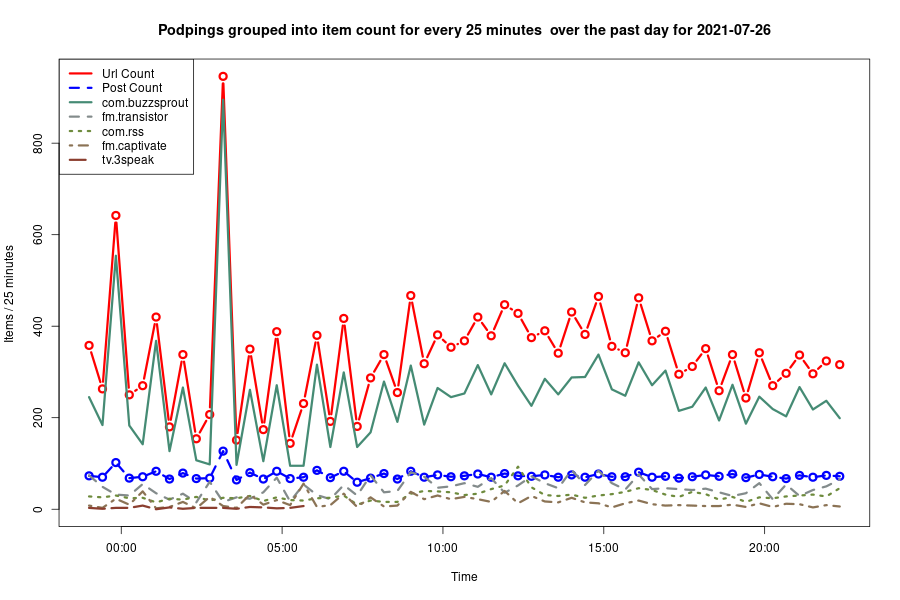 Podpings grouped into item count for every 25 minutes  over the past day for 2021-07-26
Url Count
Post Count
com.buzzsprout
fm.transistor
com.rss
fm.captivate
tv.3speak
Items / 25 minutes
800
600
400
200
0
00:00
05:00
10:00
15:00
20:00
Time